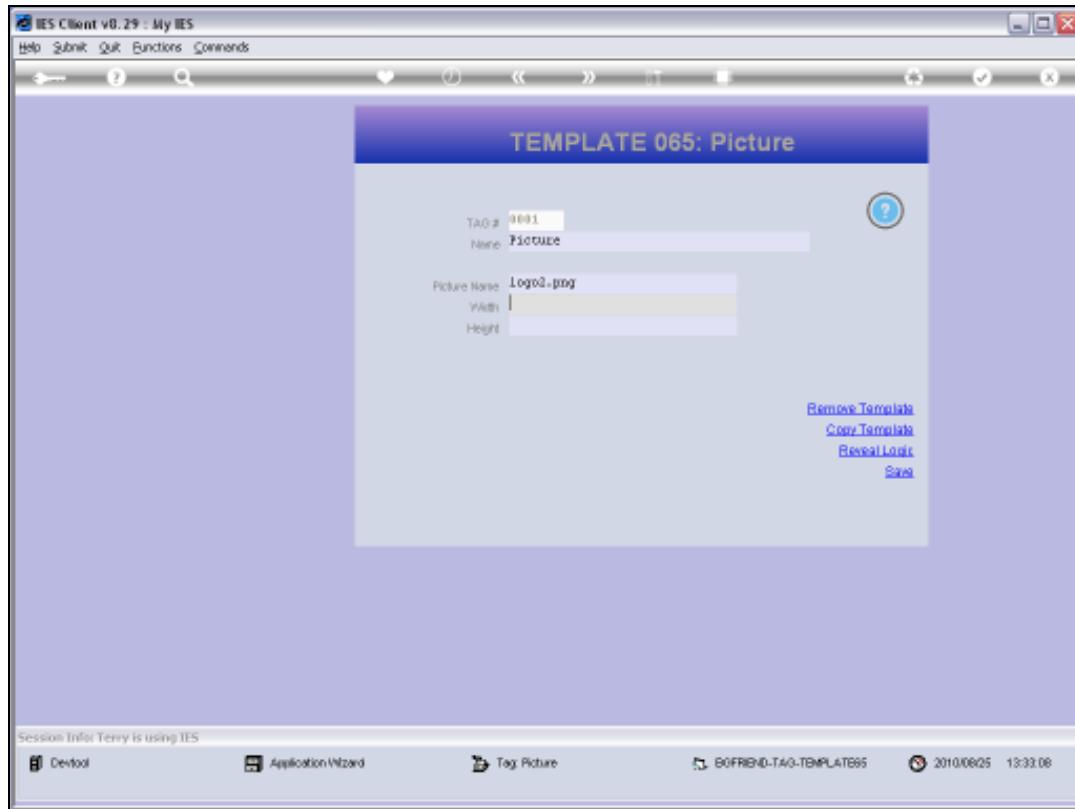 IES Client v8.29 : My IES
Help Submit Quit Functions Commands
TEMPLATE 065: Picture
TAG # 0001
Name Picture
Picture Name logo2.png
Width
Height
Remove Template
Copy Template
Reveal Logic
Save
Session Info: Terry is using IES
Devtool Application Wizard Tag: Picture BGFRIEND-TAG-TEMPLATE65 2010/08/25 13:33:08